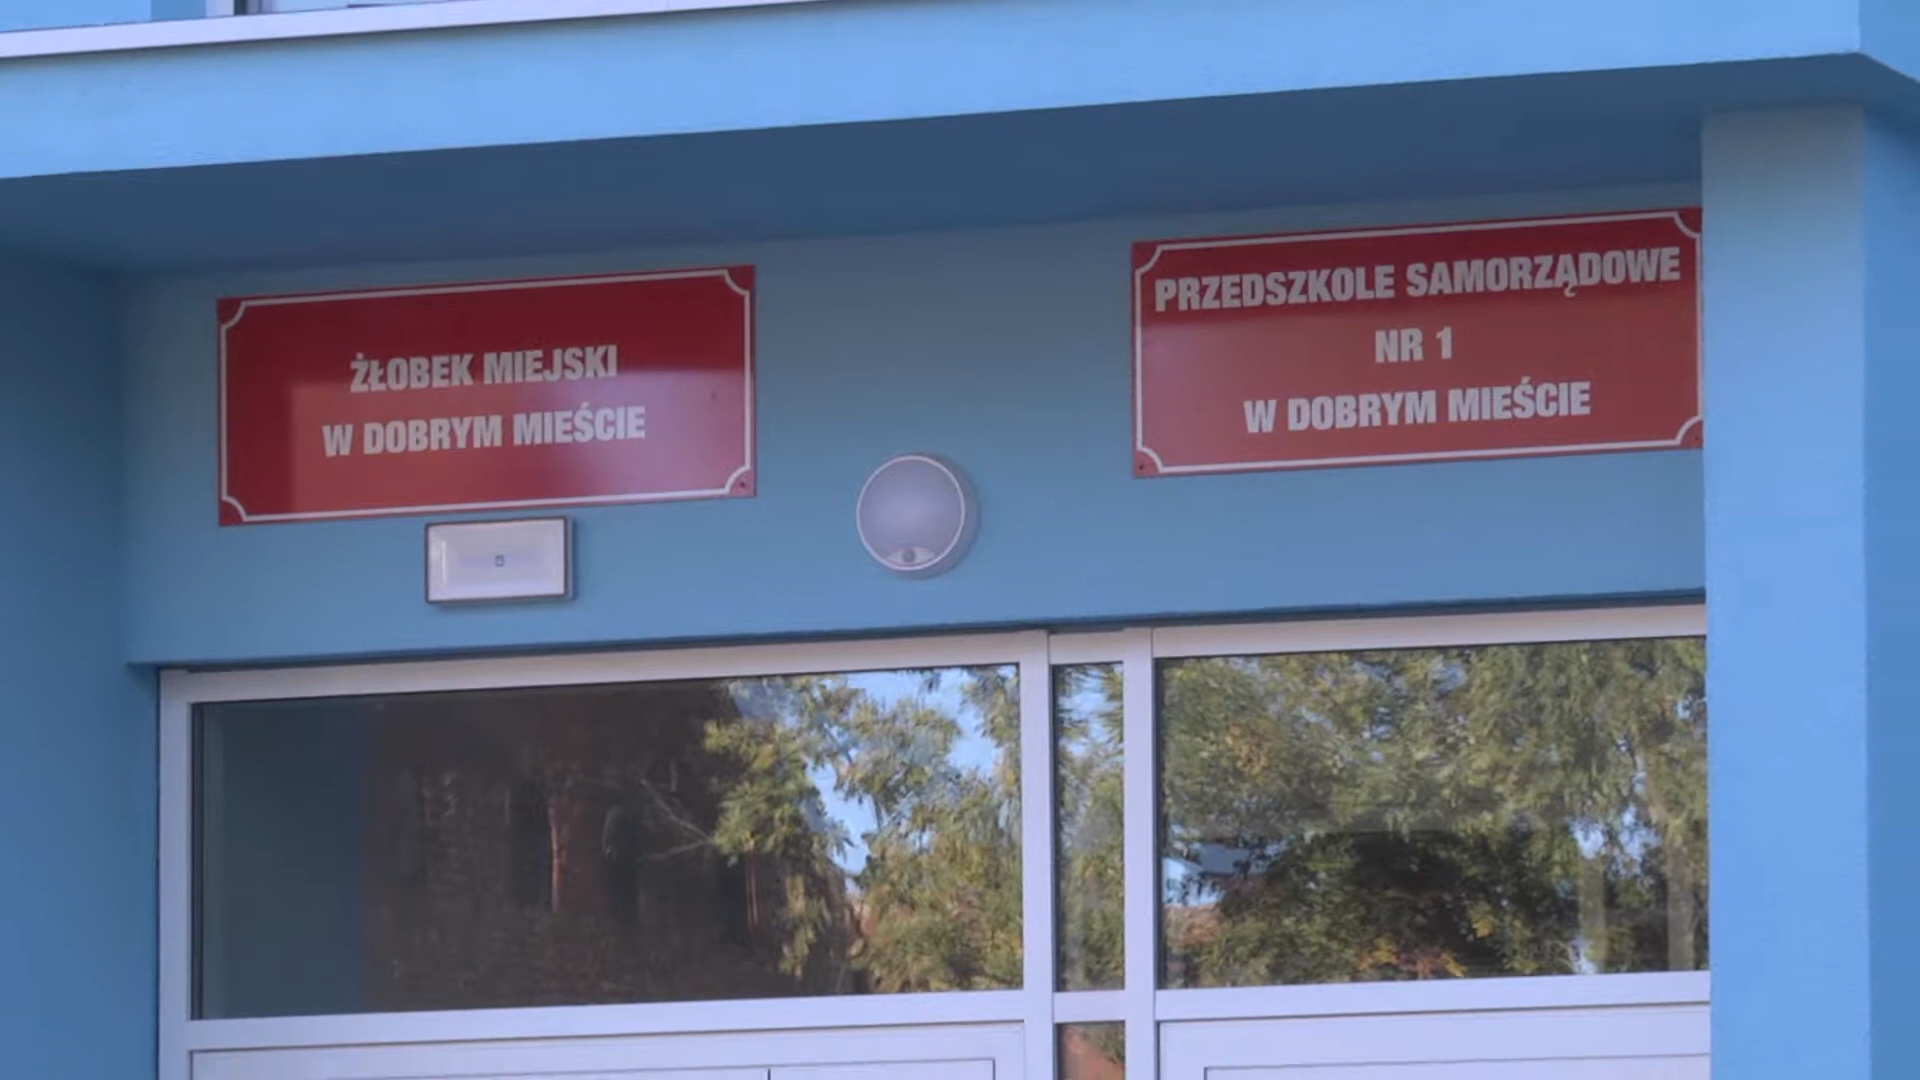 ŻŁOBEK MIEJSKI
W DOBRYM MIEŚCIE
PRZEDSZKOLE SAMORZĄDOWE
NR 1
W DOBRYM MIEŚCIE